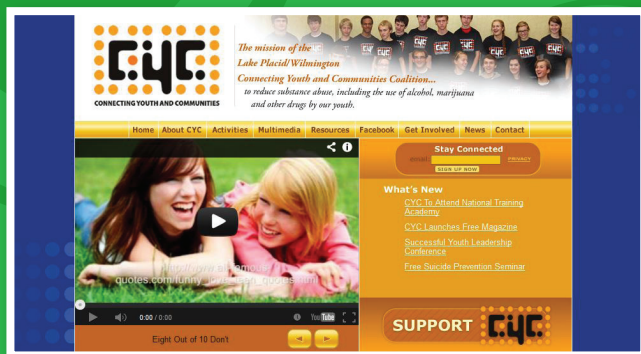 CYC
CONNECTING YOUTH AND COMMUNITIES
The mission of the
Lake Placid/Wilmington
Connecting Youth and Communities Coalition...
to reduce substance abuse, including the use of alcohol, marijuana
and other drugs by our youth.
Home About CYC Activities Multimedia Resources Facebook Get Involved News Contact
Stay Connected
email PRIVACY
SIGN UP NOW
What's New
CYC To Attend National Training
Academy
CYC Launches Free Magazine
Successful Youth Leadership
Conference
Free Suicide Prevention Seminar
0:00 / 0:00
YouTube
Eight Out of 10 Don't
SUPPORT CYC